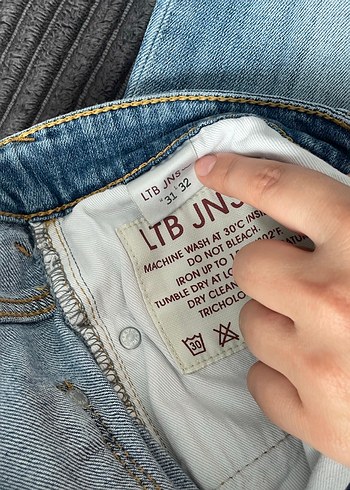 LTB JNS
"31"32
LTB JNS
MACHINE WASH AT 30°C INSI
DO NOT BLEACH.
IRON UP TO
TUMBLE DRY AT LO
DRY CLEAN
TRICHOLO
30